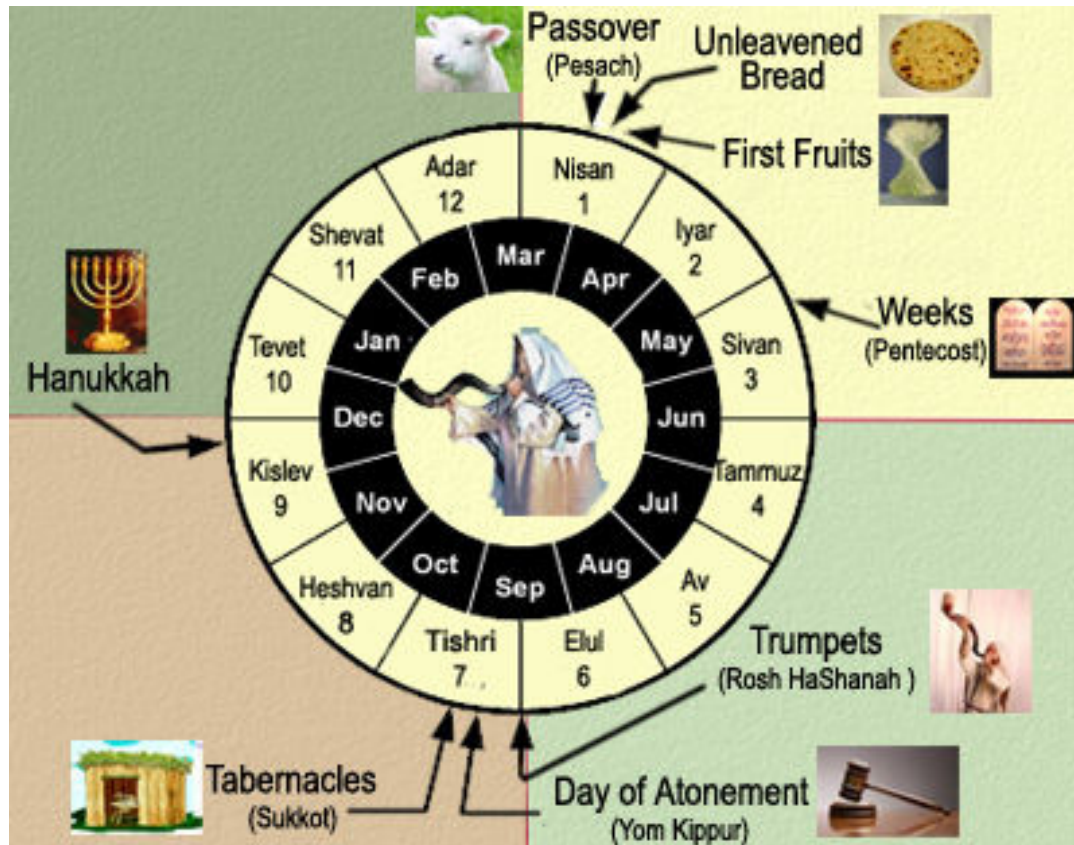 Passover
(Pesach)
Unleavened
Bread
First Fruits
Weeks
(Pentecost)
Trumpets
(Rosh HaShanah )
Day of Atonement
(Yom Kippur)
Tabernacles
(Sukkot)
Hanukkah
Nisan
1
Iyar
2
Sivan
3
Tammuz
4
Av
5
Elul
6
Tishri
7
Heshvan
8
Kislev
9
Tevet
10
Shevat
11
Adar
12
Mar
Apr
May
Jun
Jul
Aug
Sep
Oct
Nov
Dec
Jan
Feb